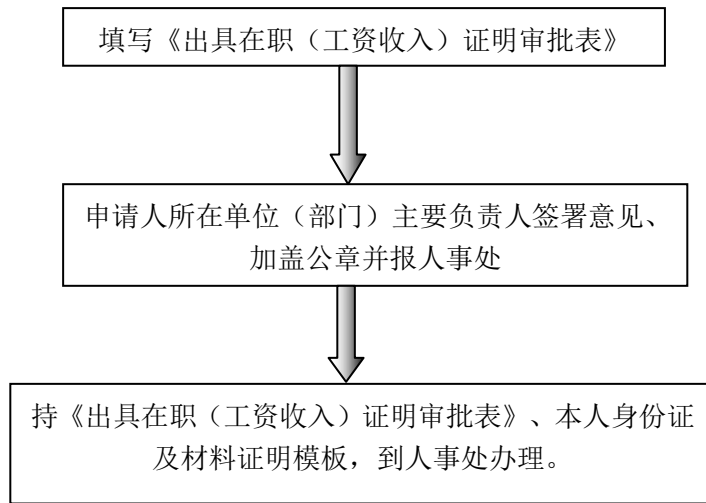 填写《出具在职（工资收入）证明审批表》
申请人所在单位（部门）主要负责人签署意见、
加盖公章并报人事处
持《出具在职（工资收入）证明审批表》、本人身份证
及材料证明模板，到人事处办理。